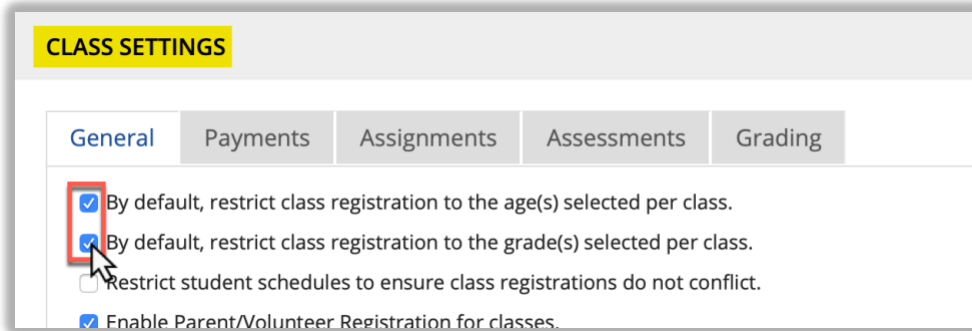 CLASS SETTINGS
General Payments Assignments Assessments Grading
By default, restrict class registration to the age(s) selected per class.
By default, restrict class registration to the grade(s) selected per class.
Restrict student schedules to ensure class registrations do not conflict.
Enable Parent/Volunteer Registration for classes.